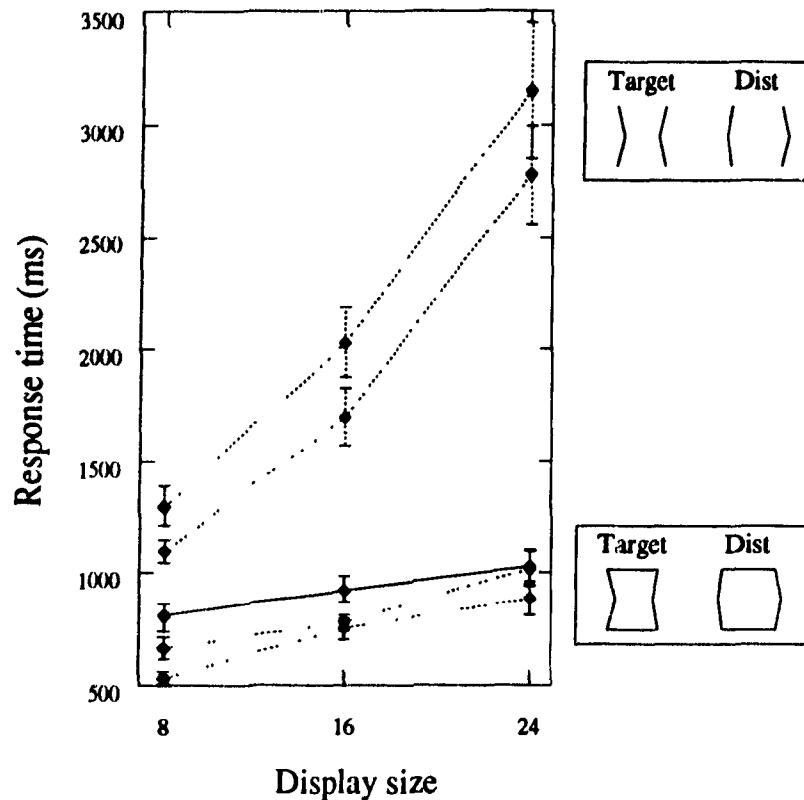 3500
3000
2500
2000
1500
1000
500
Response time (ms)
8 16 24
Display size
Target Dist
Target Dist